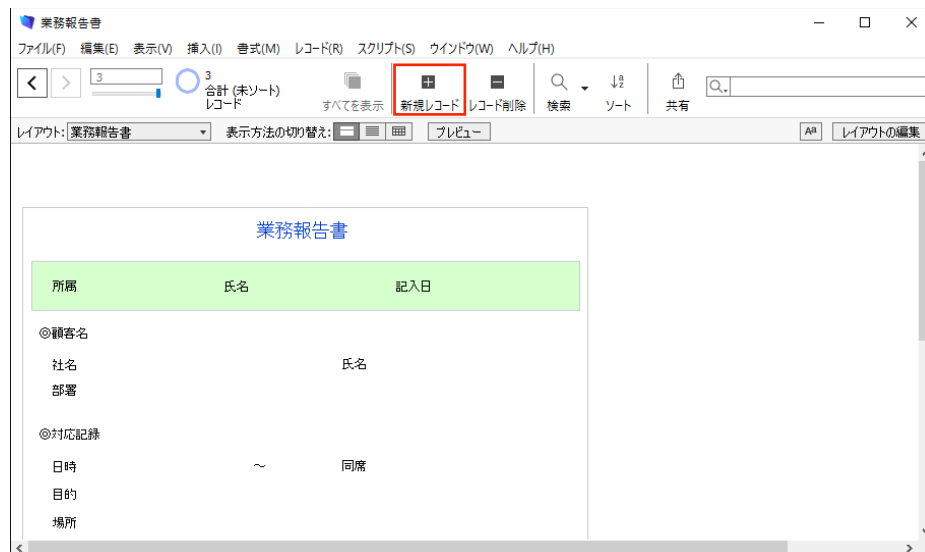 業務報告書
ファイル(F) 編集(E) 表示(V) 挿入(I) 書式(M) レコード(R) スクリプト(S) ウインドウ(W) ヘルプ(H)
3
3
合計 (未ソート)
レコード
すべてを表示 新規レコード レコード削除 検索 ソート 共有
レイアウト: 業務報告書 表示方法の切り替え: プレビュー Aa レイアウトの編集
業務報告書
所属 氏名 記入日
◎顧客名
社名 氏名
部署
◎対応記録
日時 ～ 同席
目的
場所